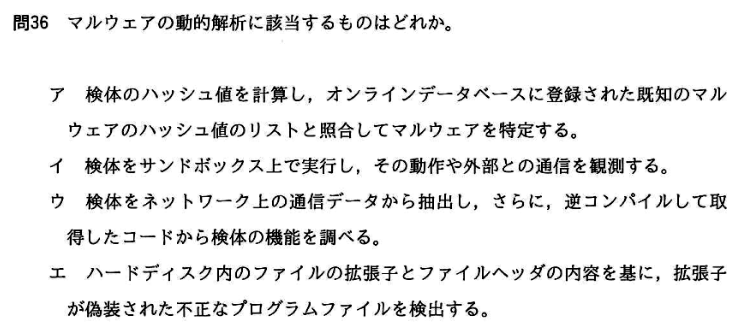 問36 マルウェアの動的解析に該当するものはどれか。
ア 検体のハッシュ値を計算し，オンラインデータベースに登録された既知のマル
ウェアのハッシュ値のリストと照合してマルウェアを特定する。
イ 検体をサンドボックス上で実行し，その動作や外部との通信を観測する。
ウ 検体をネットワーク上の通信データから抽出し，さらに，逆コンパイルして取
得したコードから検体の機能を調べる。
エ ハードディスク内のファイルの拡張子とファイルヘッダの内容を基に，拡張子
が偽装された不正なプログラムファイルを検出する。